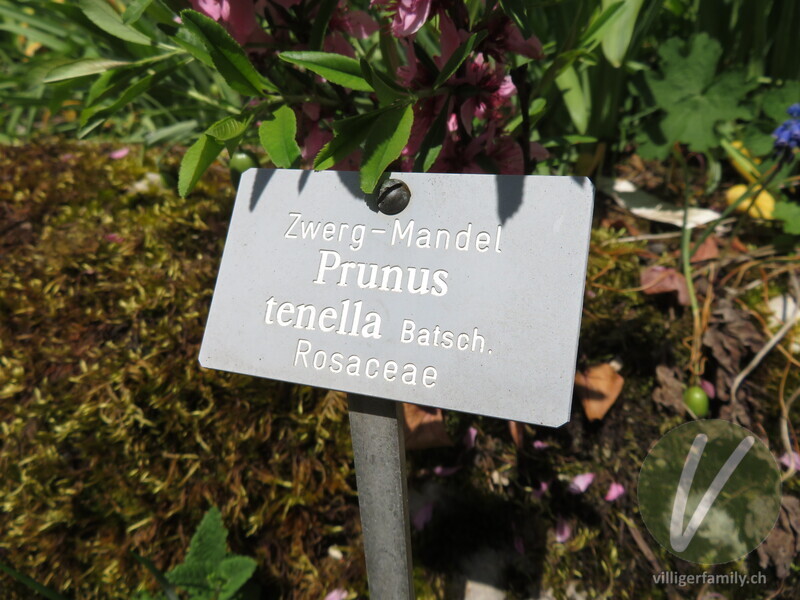 Zwerg-Mandel
Prunus
tenella Batsch.
Rosaceae
V
villigerfamily.ch